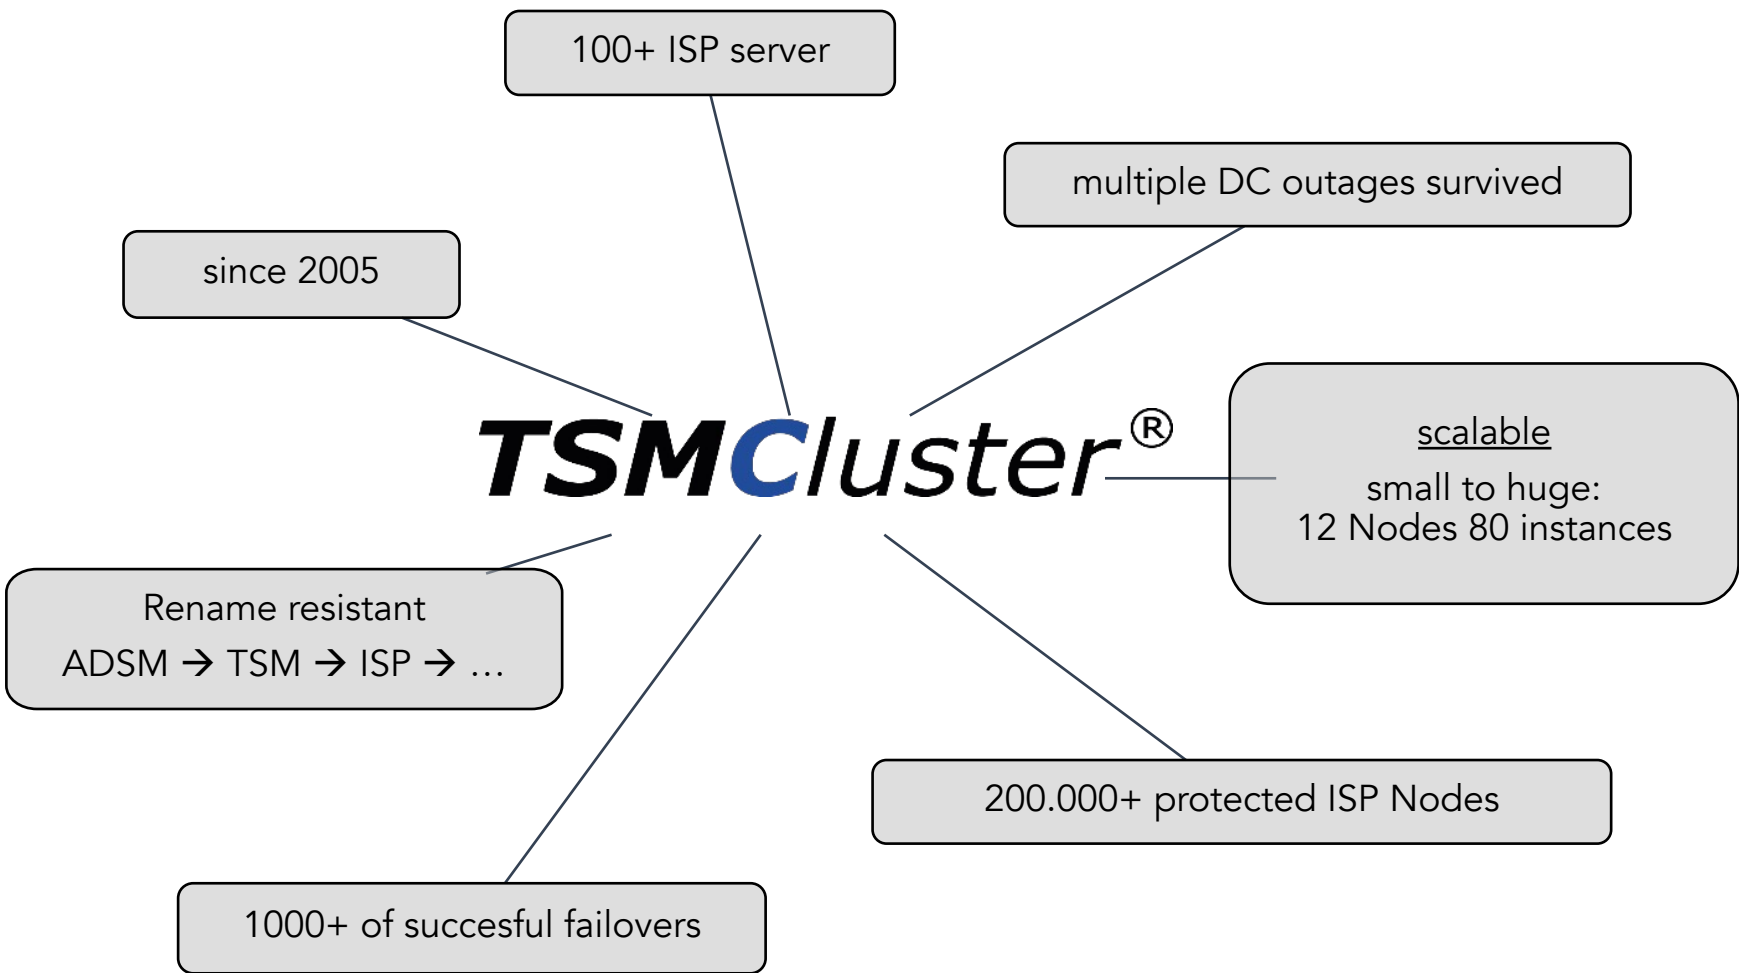 100+ ISP server
multiple DC outages survived
since 2005
TSMCluster®
scalable
small to huge:
12 Nodes 80 instances
Rename resistant
ADSM → TSM → ISP → …
200.000+ protected ISP Nodes
1000+ of succesful failovers